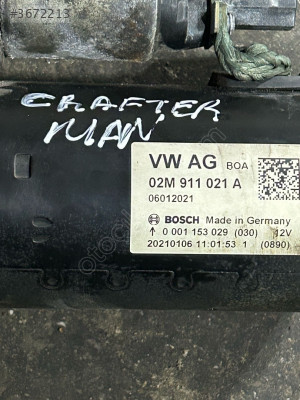 #3672213
CRAFTER
MAN
VW AG BOA
02M 911 021 A
06012021
BOSCH Made in Germany
0 001 153 029 (030) 12V
20210106 11:01:53 1 (0890)